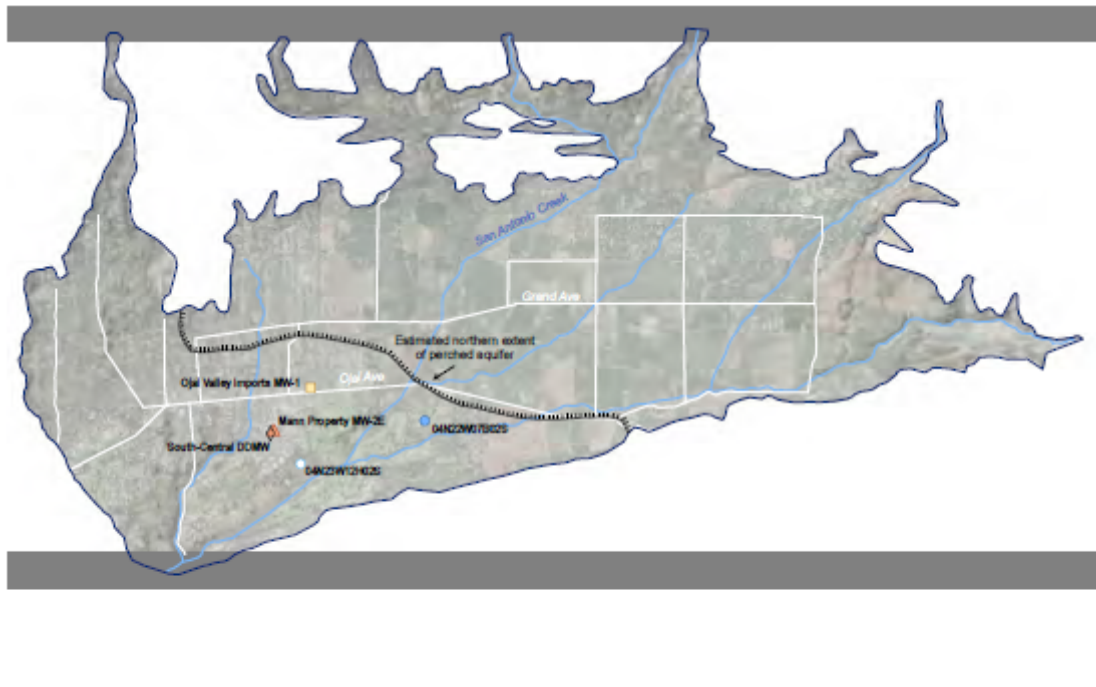 San Antonio Creek
Grand Ave
Estimated northern extent
of perched aquifer
Ojai Valley Imports MW-1
Ojai Ave
Mann Property MW-2E
04N22W07B02S
South-Central DDMW
04N23W12H02S